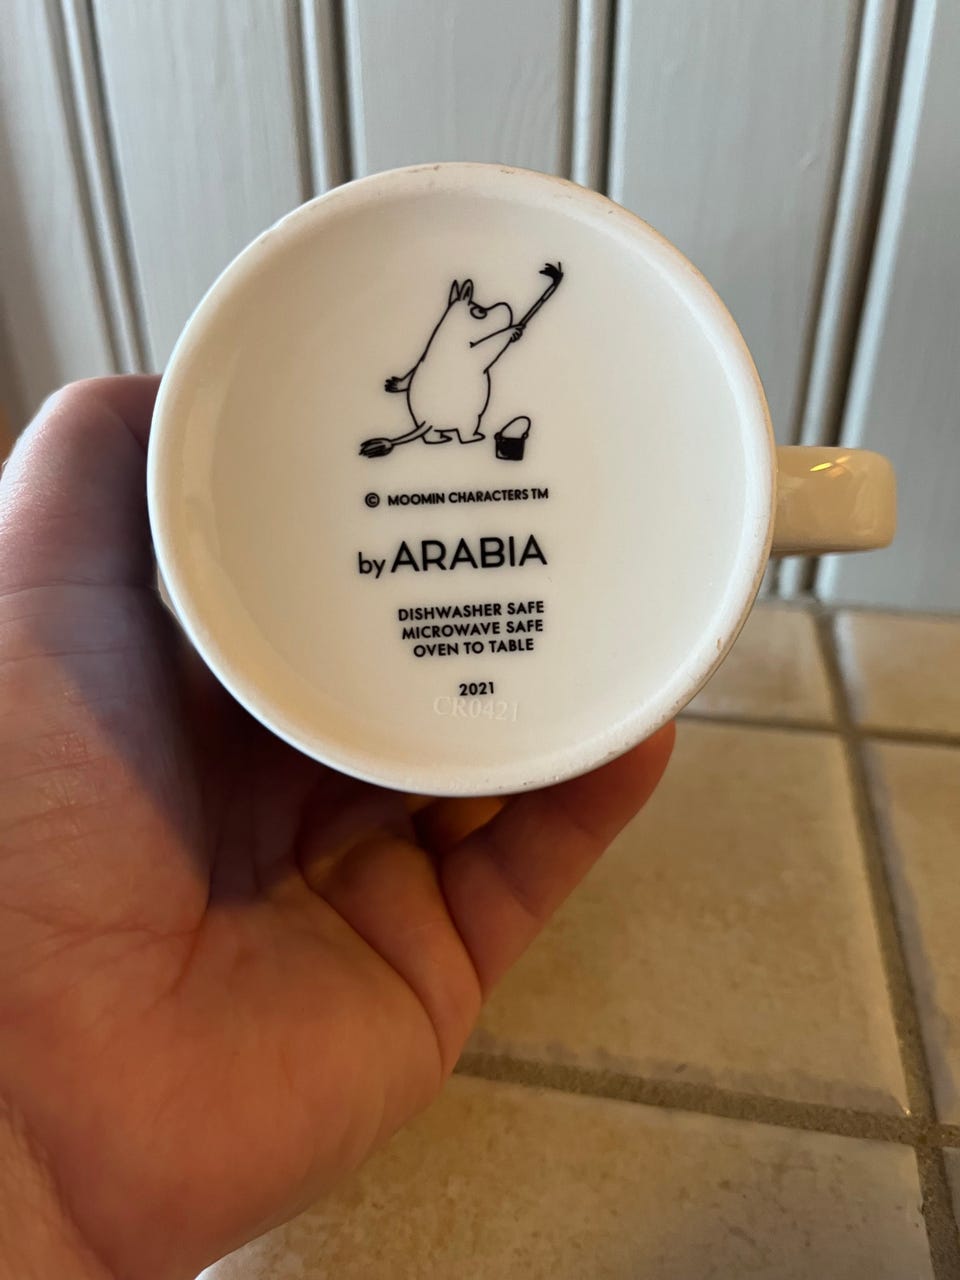 © MOOMIN CHARACTERS TM
by ARABIA
DISHWASHER SAFE
MICROWAVE SAFE
OVEN TO TABLE
2021
CR0421